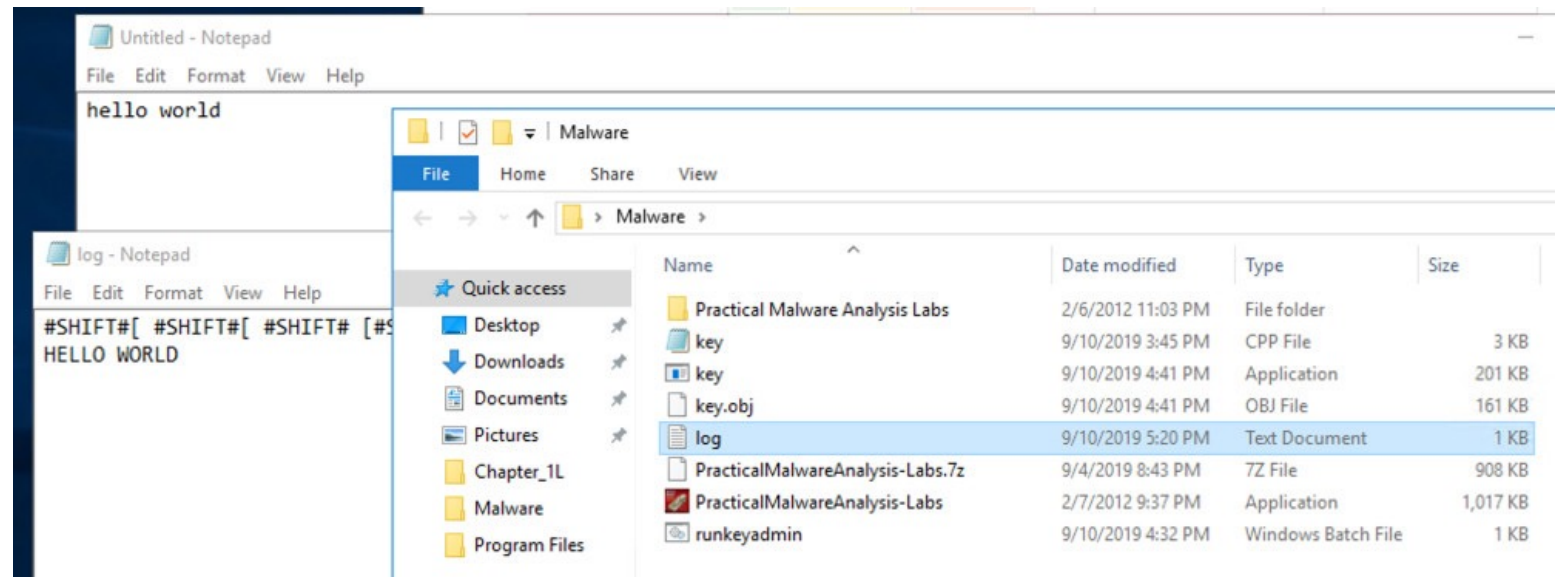 Untitled - Notepad
File Edit Format View Help
hello world
Malware
File Home Share View
Malware
log - Notepad
File Edit Format View Help
#SHIFT#[ #SHIFT#[ #SHIFT# [#S
HELLO WORLD
Quick access
Desktop
Downloads
Documents
Pictures
Chapter_1L
Malware
Program Files
Name Date modified Type Size
Practical Malware Analysis Labs 2/6/2012 11:03 PM File folder
key 9/10/2019 3:45 PM CPP File 3 KB
key 9/10/2019 4:41 PM Application 201 KB
key.obj 9/10/2019 4:41 PM OBJ File 161 KB
log 9/10/2019 5:20 PM Text Document 1 KB
PracticalMalwareAnalysis-Labs.7z 9/4/2019 8:43 PM 7Z File 908 KB
PracticalMalwareAnalysis-Labs 2/7/2012 9:37 PM Application 1,017 KB
runkeyadmin 9/10/2019 4:32 PM Windows Batch File 1 KB